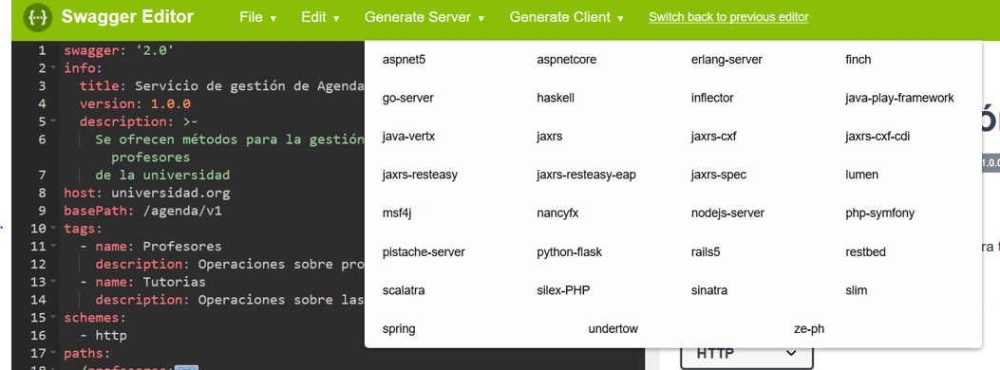 Swagger Editor File Edit Generate Server Generate Client Switch back to previous editor
1 swagger: '2.0'
2 info:
3 title: Servicio de gestión de Agenda
4 version: 1.0.0
5 description: >-
6 Se ofrecen métodos para la gestión
profesores
7 de la universidad
8 host: universidad.org
9 basePath: /agenda/v1
10 tags:
11 - name: Profesores
12 description: Operaciones sobre pro
13 - name: Tutorias
14 description: Operaciones sobre las
15 schemes:
16 - http
17 paths:
18
aspnet5 aspnetcore erlang-server finch
go-server haskell inflector java-play-framework
java-vertx jaxrs jaxrs-cxf jaxrs-cxf-cdi
jaxrs-resteasy jaxrs-resteasy-eap jaxrs-spec lumen
msf4j nancyfx nodejs-server php-symfony
pistache-server python-flask rails5 restbed
scalatra silex-PHP sinatra slim
spring undertow ze-ph
ón
1.0.0
ra t
HTTP